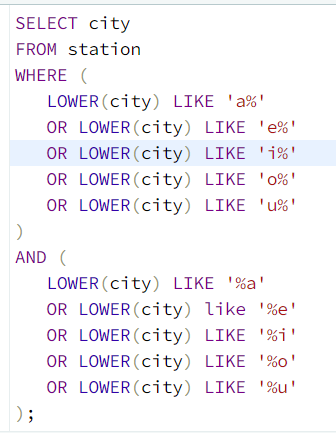 SELECT city
FROM station
WHERE (
LOWER(city) LIKE 'a%'
OR LOWER(city) LIKE 'e%'
OR LOWER(city) LIKE 'i%'
OR LOWER(city) LIKE 'o%'
OR LOWER(city) LIKE 'u%'
)
AND (
LOWER(city) LIKE '%a'
OR LOWER(city) like '%e'
OR LOWER(city) LIKE '%i'
OR LOWER(city) LIKE '%o'
OR LOWER(city) LIKE '%u'
);